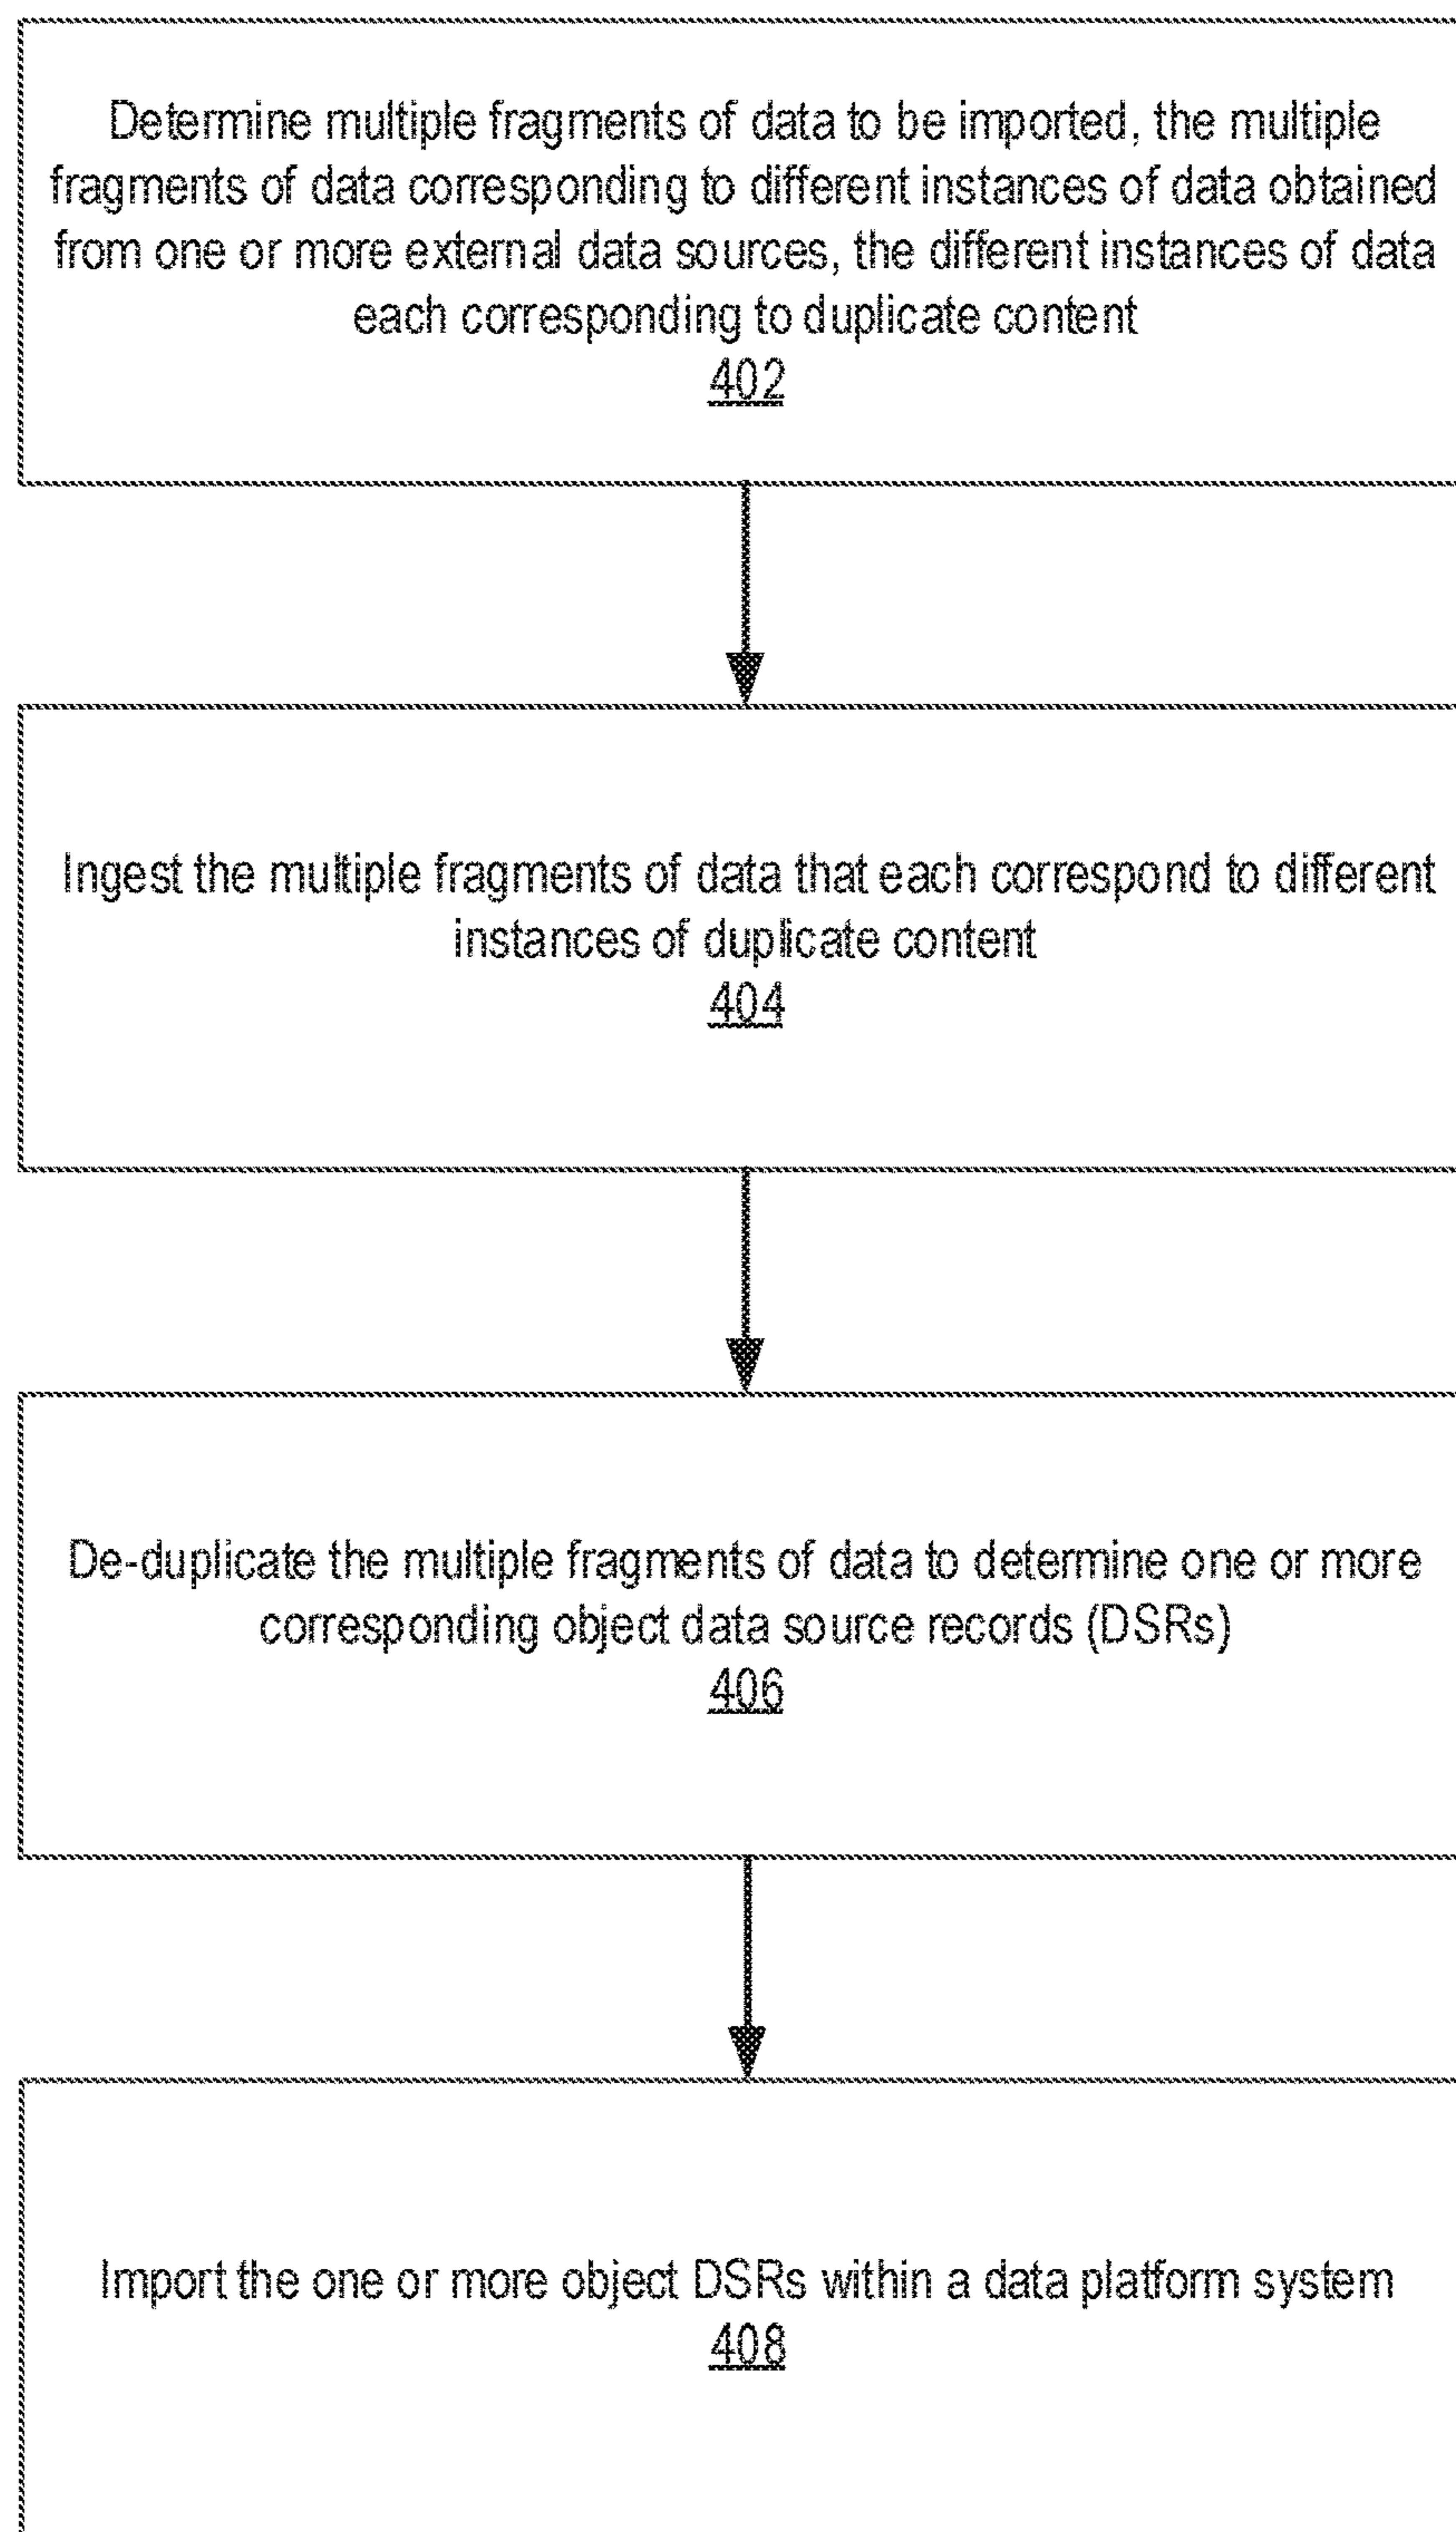 Determine multiple fragments of data to be imported, the multiple
fragments of data corresponding to different instances of data obtained
from one or more external data sources, the different instances of data
each corresponding to duplicate content
402
Ingest the multiple fragments of data that each correspond to different
instances of duplicate content
404
De-duplicate the multiple fragments of data to determine one or more
corresponding object data source records (DSRs)
406
Import the one or more object DSRs within a data platform system
408